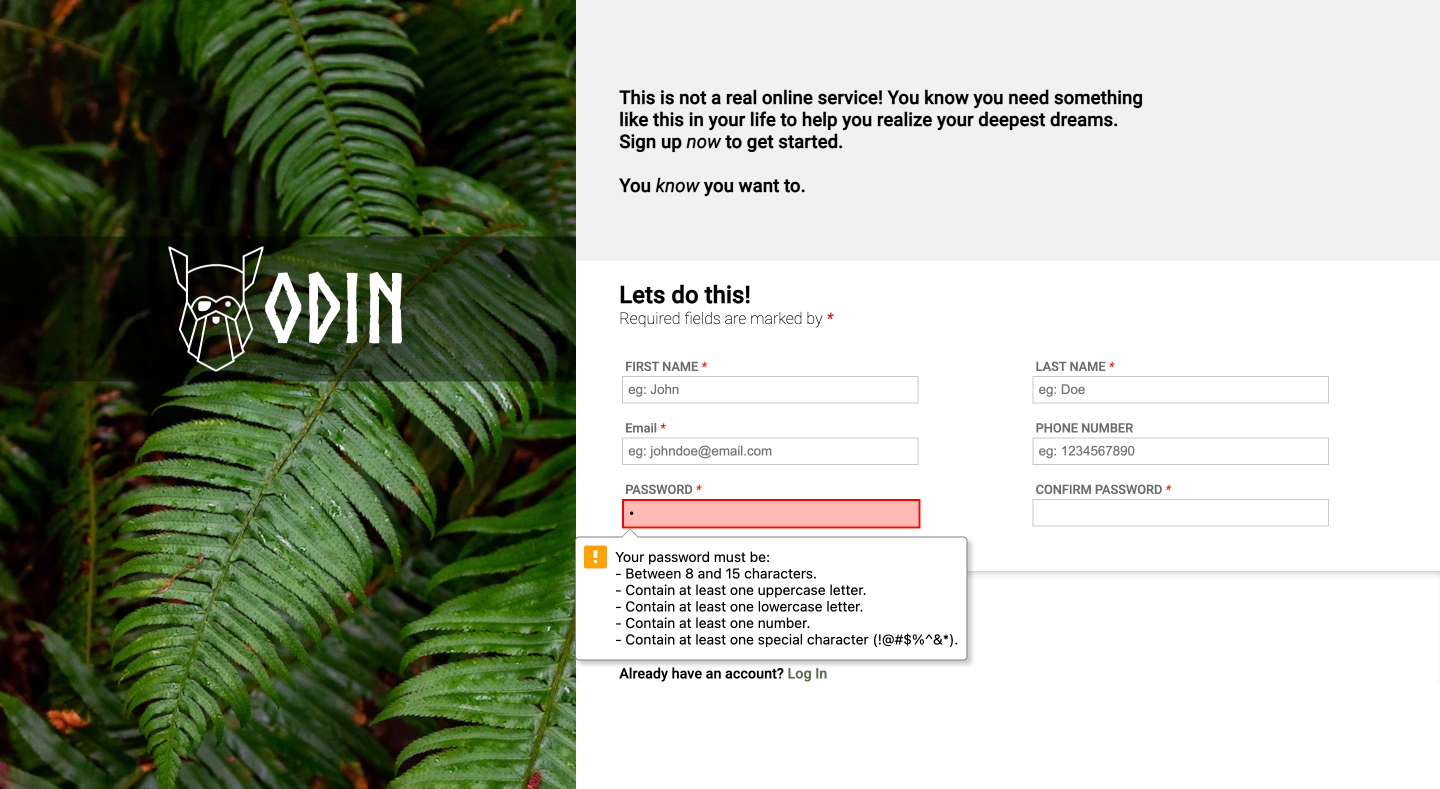 ODIN
This is not a real online service! You know you need something
like this in your life to help you realize your deepest dreams.
Sign up now to get started.
You know you want to.
Lets do this!
Required fields are marked by *
FIRST NAME *
eg: John
LAST NAME *
eg: Doe
Email *
eg: johndoe@email.com
PHONE NUMBER
eg: 1234567890
PASSWORD *
•
CONFIRM PASSWORD *
Your password must be:
- Between 8 and 15 characters.
- Contain at least one uppercase letter.
- Contain at least one lowercase letter.
- Contain at least one number.
- Contain at least one special character (!@#$%^&*).
Already have an account? Log In